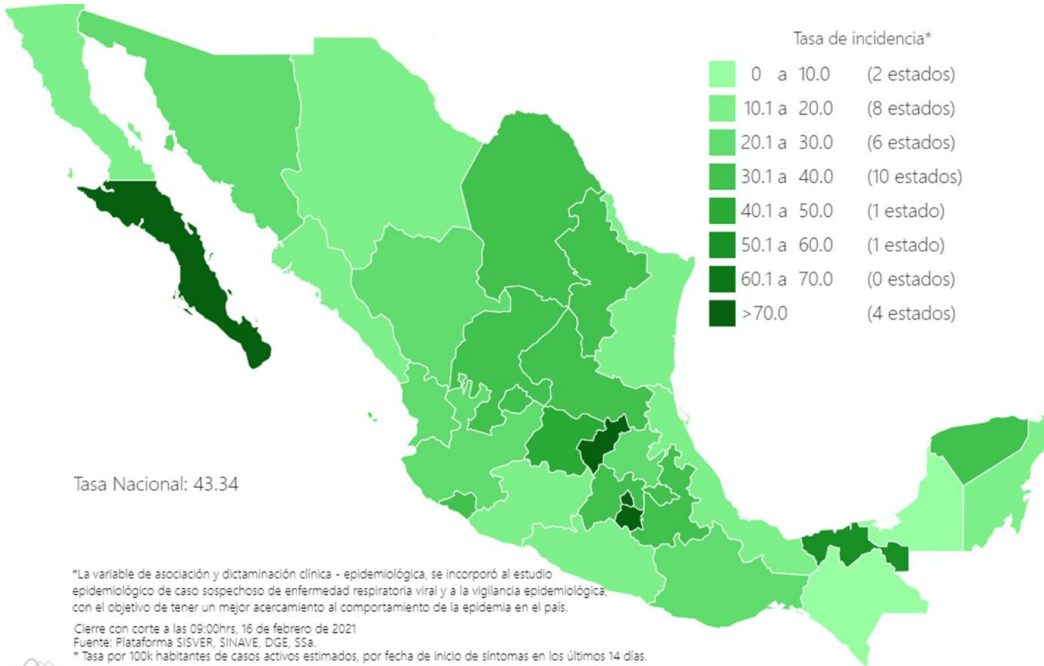 Tasa de incidencia*
0 a 10.0 (2 estados)
10.1 a 20.0 (8 estados)
20.1 a 30.0 (6 estados)
30.1 a 40.0 (10 estados)
40.1 a 50.0 (1 estado)
50.1 a 60.0 (1 estado)
60.1 a 70.0 (0 estados)
>70.0 (4 estados)
Tasa Nacional: 43.34
*La variable de asociación y dictaminación clínica - epidemiológica, se incorporó al estudio
epidemiológico de caso sospechoso de enfermedad respiratoria viral y a la vigilancia epidemiológica,
con el objetivo de tener un mejor acercamiento al comportamiento de la epidemia en el país.
Cierre con corte a las 09:00hrs, 16 de febrero de 2021
Fuente: Plataforma SISVER, SINAVE, DGE, SSa.
* Tasa por 100k habitantes de casos activos estimados, por fecha de inicio de síntomas en los últimos 14 días.